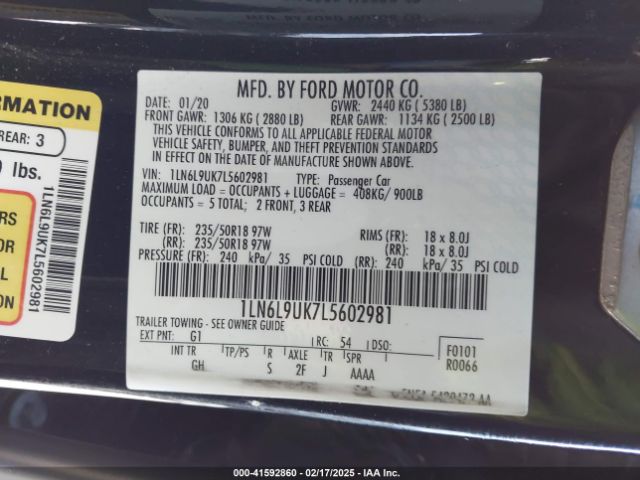 MFD. BY FORD MOTOR CO.
DATE: 01/20
GVWR: 2440 KG ( 5380 LB)
FRONT GAWR: 1306 KG ( 2880 LB)
REAR GAWR: 1134 KG ( 2500 LB)
THIS VEHICLE CONFORMS TO ALL APPLICABLE FEDERAL MOTOR
VEHICLE SAFETY, BUMPER, AND THEFT PREVENTION STANDARDS
IN EFFECT ON THE DATE OF MANUFACTURE SHOWN ABOVE.
VIN: 1LN6L9UK7L5602981 TYPE: Passenger Car
MAXIMUM LOAD = OCCUPANTS + LUGGAGE = 408KG/ 900LB
OCCUPANTS = 5 TOTAL; 2 FRONT, 3 REAR
TIRE (FR): 235/50R18 97W RIMS (FR): 18 x 8.0J
(RR): 235/50R18 97W (RR): 18 x 8.0J
PRESSURE (FR): 240 kPa/ 35 PSI COLD (RR): 240 kPa/ 35 PSI COLD
1LN6L9UK7L5602981
TRAILER TOWING - SEE OWNER GUIDE
EXT PNT: G1 RC: 54 DSO:
F0101
R0066
INT TR TP/PS R AXLE TR SPR
GH S 2F J AAAA
ORMATION
REAR: 3
lbs.
1LN6L9UK7L5602981
000-41592860 - 02/17/2025 - IAA Inc.